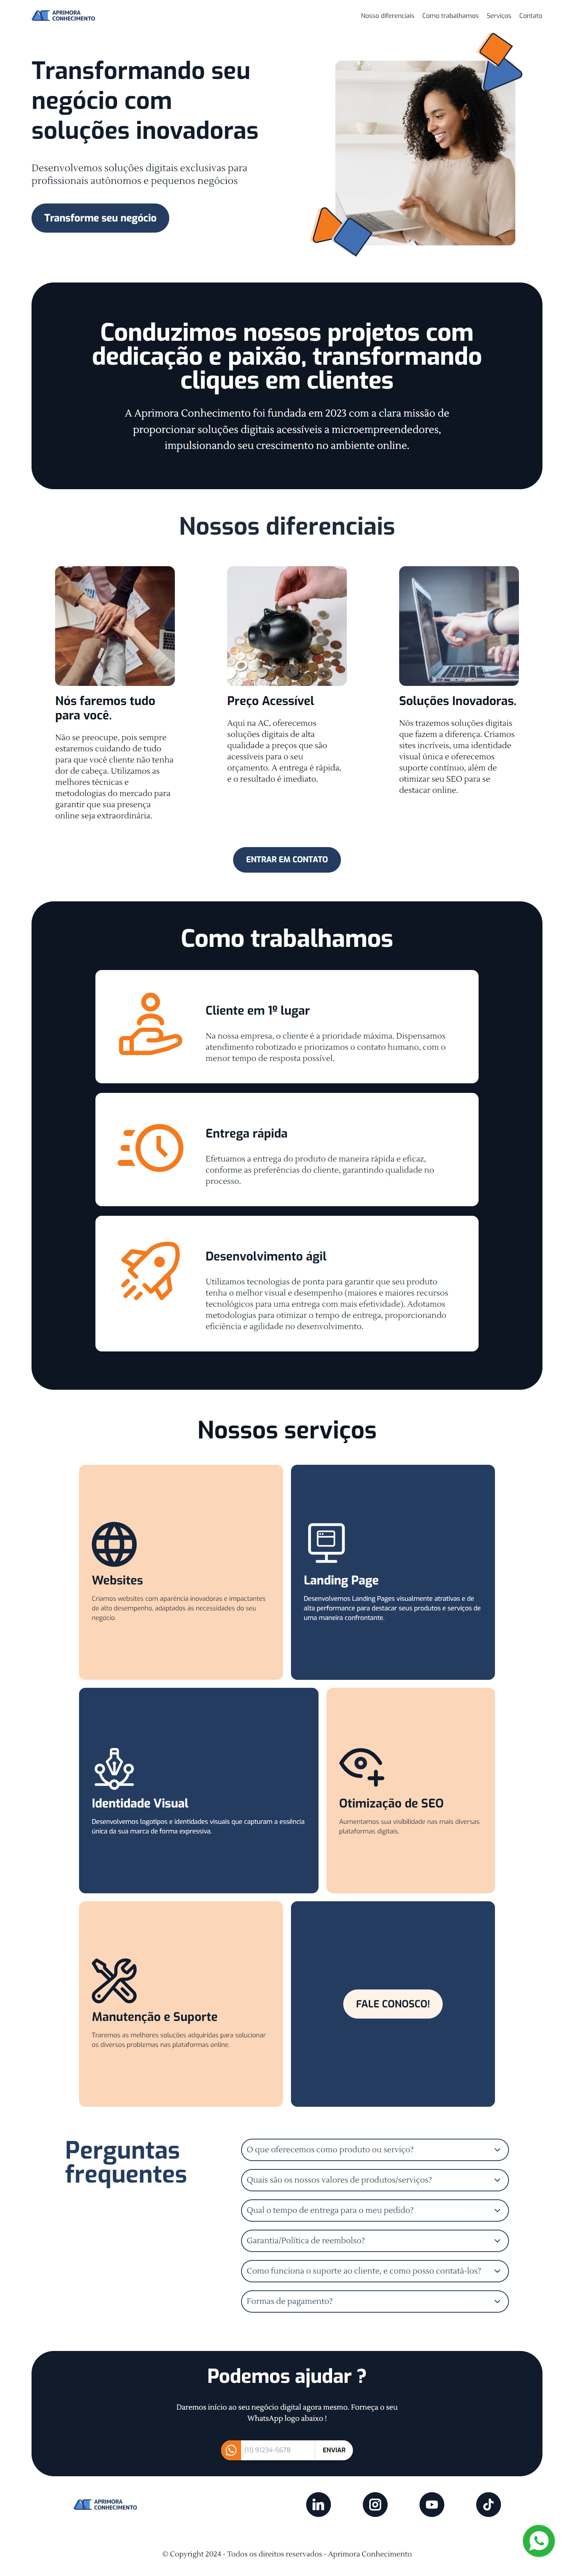 APRIMORA
CONHECIMENTO
Nosso diferenciais Como trabalhamos Serviços Contato
Transformando seu
negócio com
soluções inovadoras
Desenvolvemos soluções digitais exclusivas para
profissionais autônomos e pequenos negócios
Transforme seu negócio
Conduzimos nossos projetos com
dedicação e paixão, transformando
cliques em clientes
A Aprimora Conhecimento foi fundada em 2023 com a clara missão de
proporcionar soluções digitais acessíveis a microempreendedores,
impulsionando seu crescimento no ambiente online.
Nossos diferenciais
Nós faremos tudo
para você.
Não se preocupe, pois sempre
estaremos cuidando de tudo
para que você cliente não tenha
dor de cabeça. Utilizamos as
melhores técnicas e
metodologias do mercado para
garantir que sua presença
online seja extraordinária.
Preço Acessível
Aqui na AC, oferecemos
soluções digitais de alta
qualidade a preços que são
acessíveis para o seu
orçamento. A entrega é rápida,
e o resultado é imediato.
Soluções Inovadoras.
Nós trazemos soluções digitais
que fazem a diferença. Criamos
sites incríveis, uma identidade
visual única e oferecemos
suporte contínuo, além de
otimizar seu SEO para se
destacar online.
ENTRAR EM CONTATO
Como trabalhamos
Cliente em 1º lugar
Na nossa empresa, o cliente é a prioridade máxima. Dispensamos
atendimento robotizado e priorizamos o contato humano, com o
menor tempo de resposta possível.
Entrega rápida
Efetuamos a entrega do produto de maneira rápida e eficaz,
conforme as preferências do cliente, garantindo qualidade no
processo.
Desenvolvimento ágil
Utilizamos tecnologias de ponta para garantir que seu produto
tenha o melhor visual e desempenho (maiores e maiores recursos
tecnológicos para uma entrega com mais efetividade). Adotamos
metodologias para otimizar o tempo de entrega, proporcionando
eficiência e agilidade no desenvolvimento.
Nossos serviços
Websites
Criamos websites com aparência inovadoras e impactantes
de alto desempenho, adaptados às necessidades do seu
negócio.
Landing Page
Desenvolvemos Landing Pages visualmente atrativas e de
alta performance para destacar seus produtos e serviços de
uma maneira confrontante.
Identidade Visual
Desenvolvemos logotipos e identidades visuais que capturam a essência
única da sua marca de forma expressiva.
Otimização de SEO
Aumentamos sua visibilidade nas mais diversas
plataformas digitais.
Manutenção e Suporte
Traremos as melhores soluções adquiridas para solucionar
os diversos problemas nas plataformas online.
FALE CONOSCO!
Perguntas
frequentes
O que oferecemos como produto ou serviço?
Quais são os nossos valores de produtos/serviços?
Qual o tempo de entrega para o meu pedido?
Garantia/Política de reembolso?
Como funciona o suporte ao cliente, e como posso contatá-los?
Formas de pagamento?
Podemos ajudar ?
Daremos início ao seu negócio digital agora mesmo. Forneça o seu
WhatsApp logo abaixo !
(11) 91234-5678
ENVIAR
APRIMORA
CONHECIMENTO
© Copyright 2024 - Todos os direitos reservados - Aprimora Conhecimento